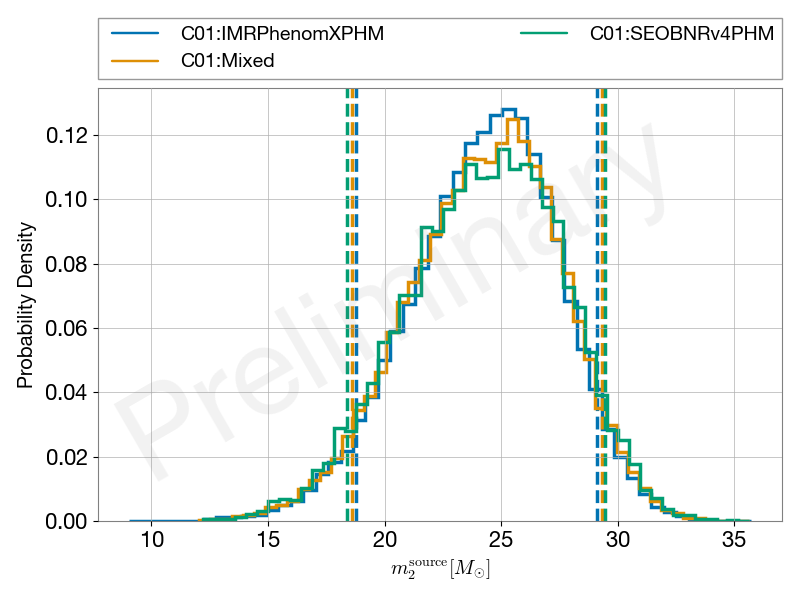 C01:IMRPhenomXPHM C01:SEOBNRv4PHM
C01:Mixed
Preliminary
0.12
0.10
0.08
0.06
0.04
0.02
0.00
Probability Density
10 15 20 25 30 35
m₂^source [M⊙]